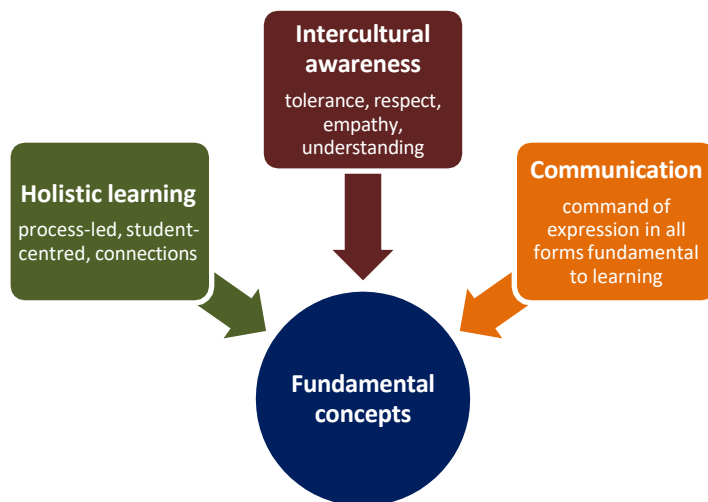 Intercultural
awareness
tolerance, respect,
empathy,
understanding
Holistic learning
process-led, student-
centred, connections
Communication
command of
expression in all
forms fundamental
to learning
Fundamental
concepts